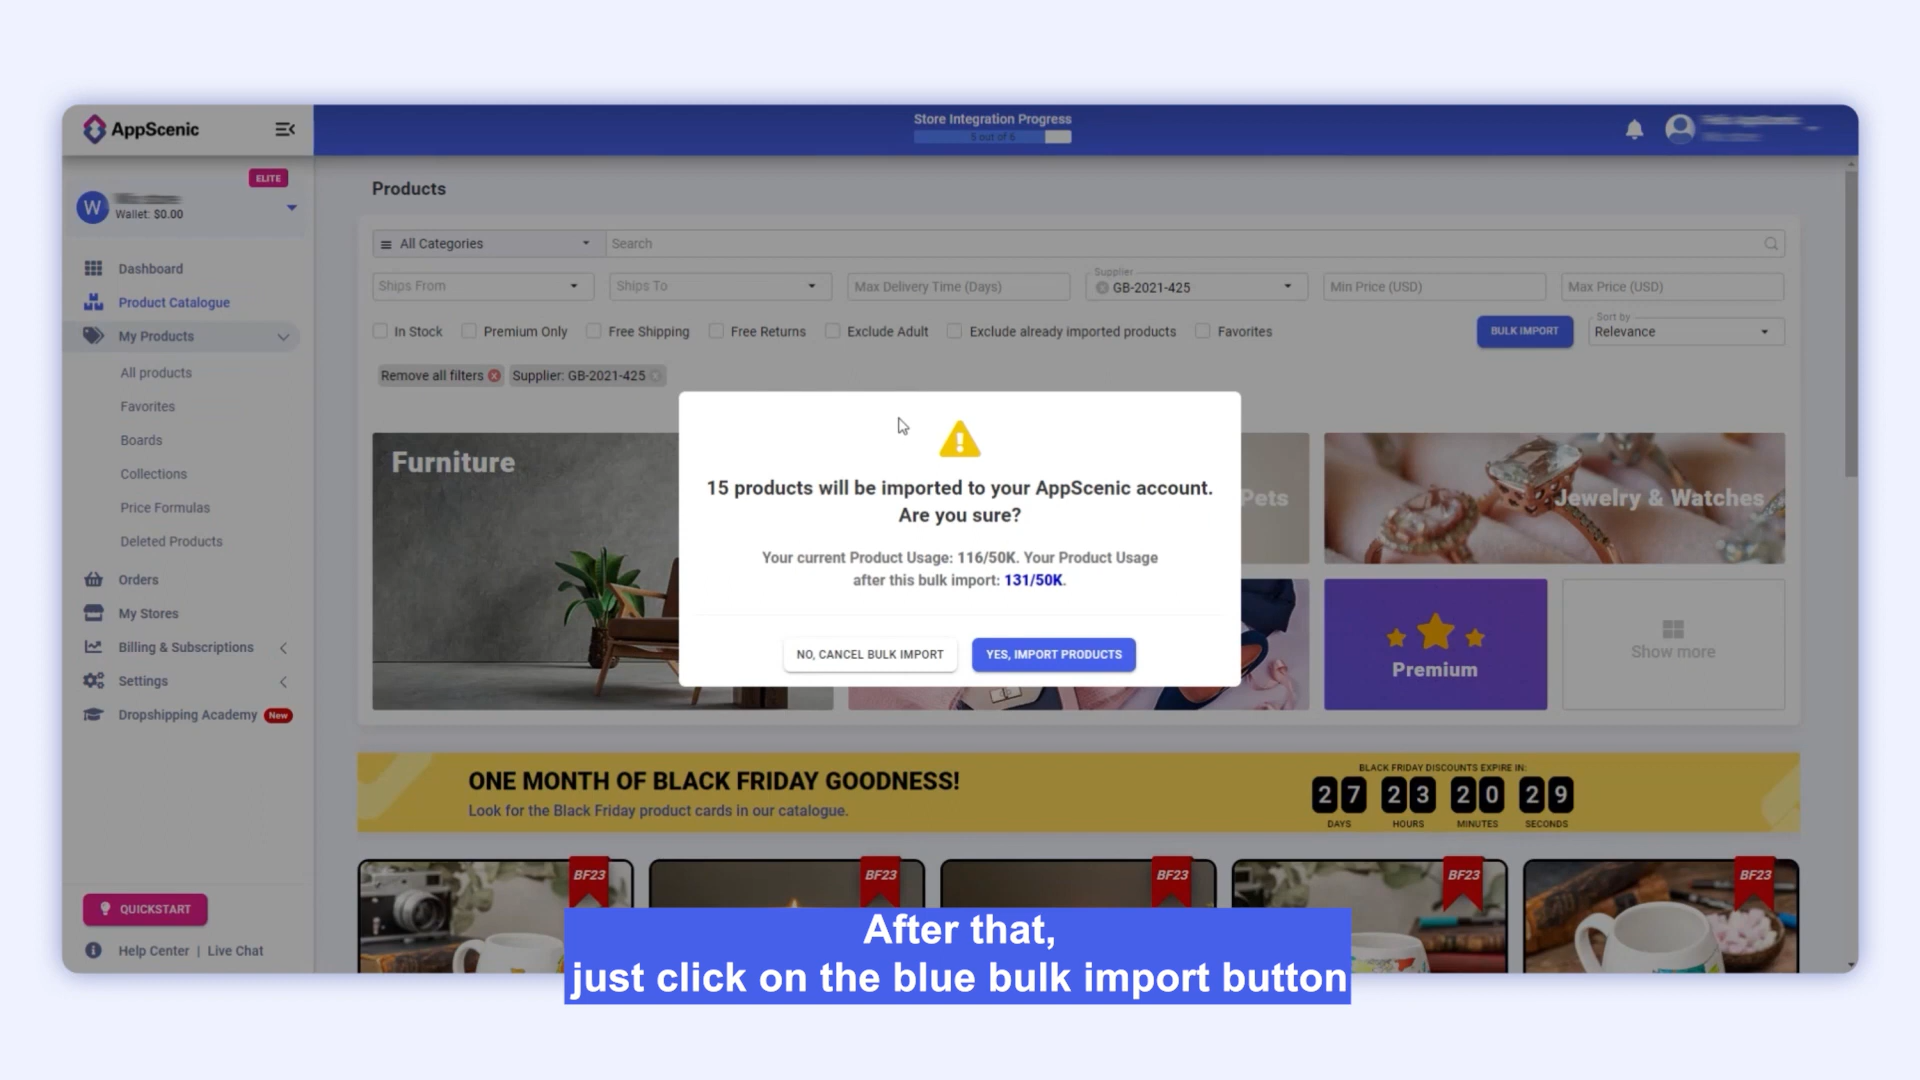 AppScenic
Store Integration Progress
5 out of 6
ELITE
W
Wallet: $0.00
Dashboard
Product Catalogue
My Products
All products
Favorites
Boards
Collections
Price Formulas
Deleted Products
Orders
My Stores
Billing & Subscriptions
Settings
Dropshipping Academy New
QUICKSTART
Help Center | Live Chat
Products
All Categories
Search
Ships From
Ships To
Max Delivery Time (Days)
Supplier
GB-2021-425
Min Price (USD)
Max Price (USD)
In Stock
Premium Only
Free Shipping
Free Returns
Exclude Adult
Exclude already imported products
Favorites
BULK IMPORT
Sort by
Relevance
Remove all filters
Supplier: GB-2021-425
Furniture
Pets
Jewelry & Watches
Premium
Show more
15 products will be imported to your AppScenic account.
Are you sure?
Your current Product Usage: 116/50K. Your Product Usage
after this bulk import: 131/50K.
NO, CANCEL BULK IMPORT
YES, IMPORT PRODUCTS
ONE MONTH OF BLACK FRIDAY GOODNESS!
Look for the Black Friday product cards in our catalogue.
BLACK FRIDAY DISCOUNTS EXPIRE IN:
27 23 20 29
DAYS HOURS MINUTES SECONDS
BF23
BF23
BF23
BF23
BF23
After that,
just click on the blue bulk import button